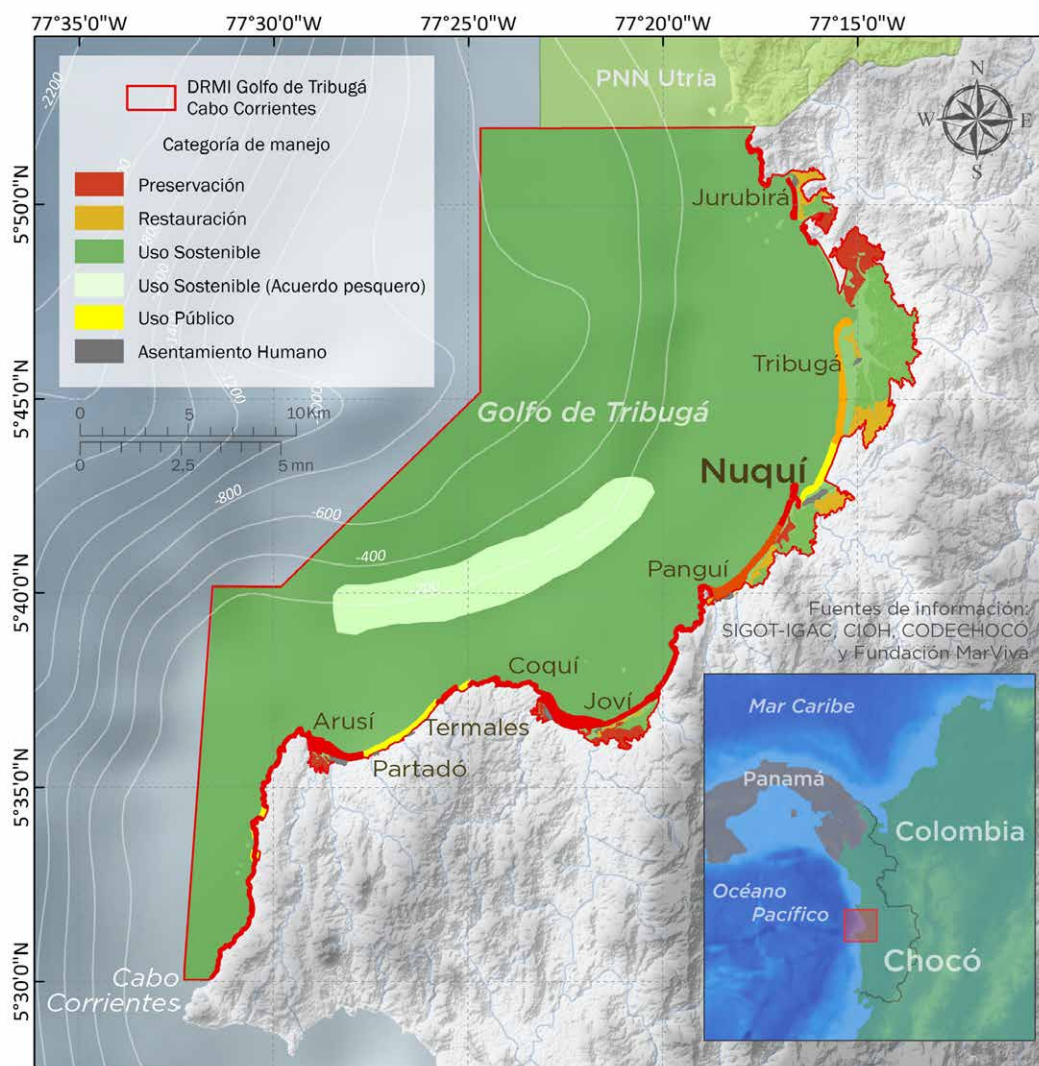 77°35'0"W
77°30'0"W
77°25'0"W
77°20'0"W
77°15'0"W
DRMI Golfo de Tribugá
Cabo Corrientes
Categoría de manejo
Preservación
Restauración
Uso Sostenible
Uso Sostenible (Acuerdo pesquero)
Uso Público
Asentamiento Humano
0 5 10 Km
0 2,5 5 mn
-2200
-800
-600
-400
PNN Utría
N
W E
S
5°50'0"N
5°45'0"N
5°40'0"N
5°35'0"N
5°30'0"N
Jurubirá
Tribugá
Golfo de Tribugá
Nuquí
Panguí
Coquí
Joví
Arusí
Termales
Partadó
Cabo
Corrientes
Fuentes de información:
SIGOT-IGAC, CIOH, CODECHOCÓ
y Fundación MarViva
Mar Caribe
Panamá
Colombia
Océano
Pacífico
Chocó